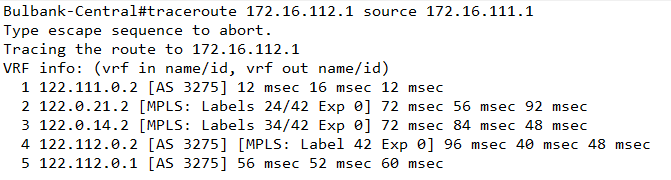 Bulbank-Central#traceroute 172.16.112.1 source 172.16.111.1
Type escape sequence to abort.
Tracing the route to 172.16.112.1
VRF info: (vrf in name/id, vrf out name/id)
1 122.111.0.2 [AS 3275] 12 msec 16 msec 12 msec
2 122.0.21.2 [MPLS: Labels 24/42 Exp 0] 72 msec 56 msec 92 msec
3 122.0.14.2 [MPLS: Labels 34/42 Exp 0] 72 msec 84 msec 48 msec
4 122.112.0.2 [AS 3275] [MPLS: Label 42 Exp 0] 96 msec 40 msec 48 msec
5 122.112.0.1 [AS 3275] 56 msec 52 msec 60 msec